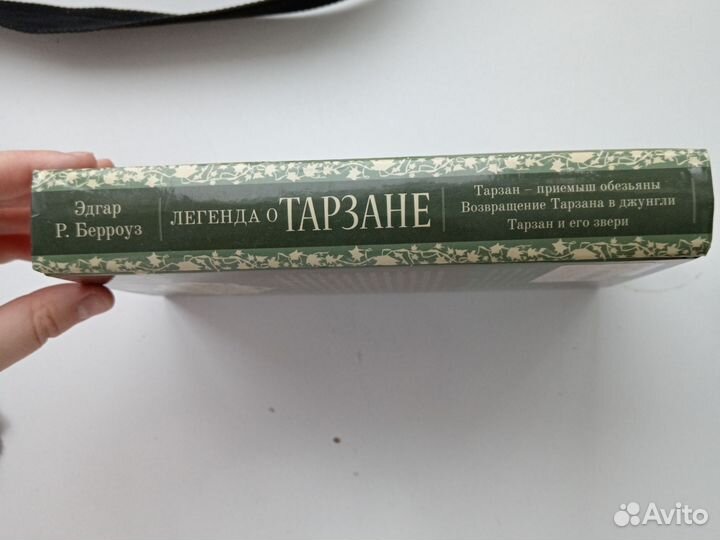 Эдгар
Р. Берроуз
ЛЕГЕНДА О ТАРЗАНЕ
Тарзан – приемыш обезьяны
Возвращение Тарзана в джунгли
Тарзан и его звери
Avito